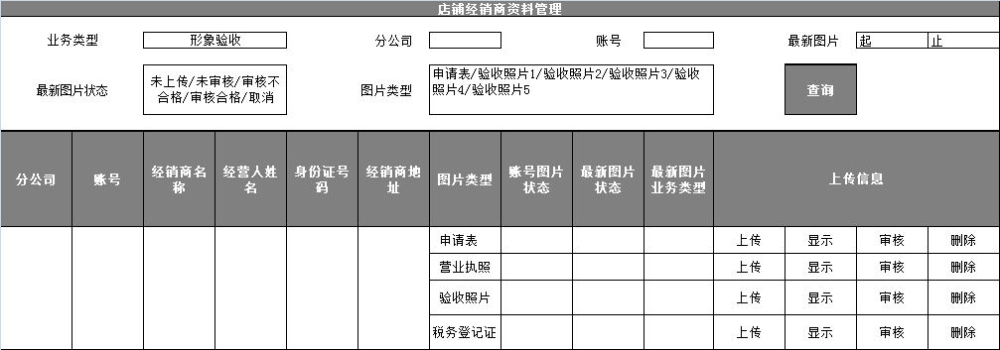 店铺经销商资料管理
业务类型 形象验收 分公司 账号 最新图片 起 止
最新图片状态 未上传/未审核/审核不
合格/审核合格/取消
图片类型 申请表/验收照片1/验收照片2/验收照片3/验收
照片4/验收照片5
查询
分公司 账号 经销商名
称
经营人姓
名
身份证号
码
经销商地
址
图片类型 账号图片
状态
最新图片
状态
最新图片
业务类型
上传信息
申请表 上传 显示 审核 删除
营业执照 上传 显示 审核 删除
验收照片 上传 显示 审核 删除
税务登记证 上传 显示 审核 删除